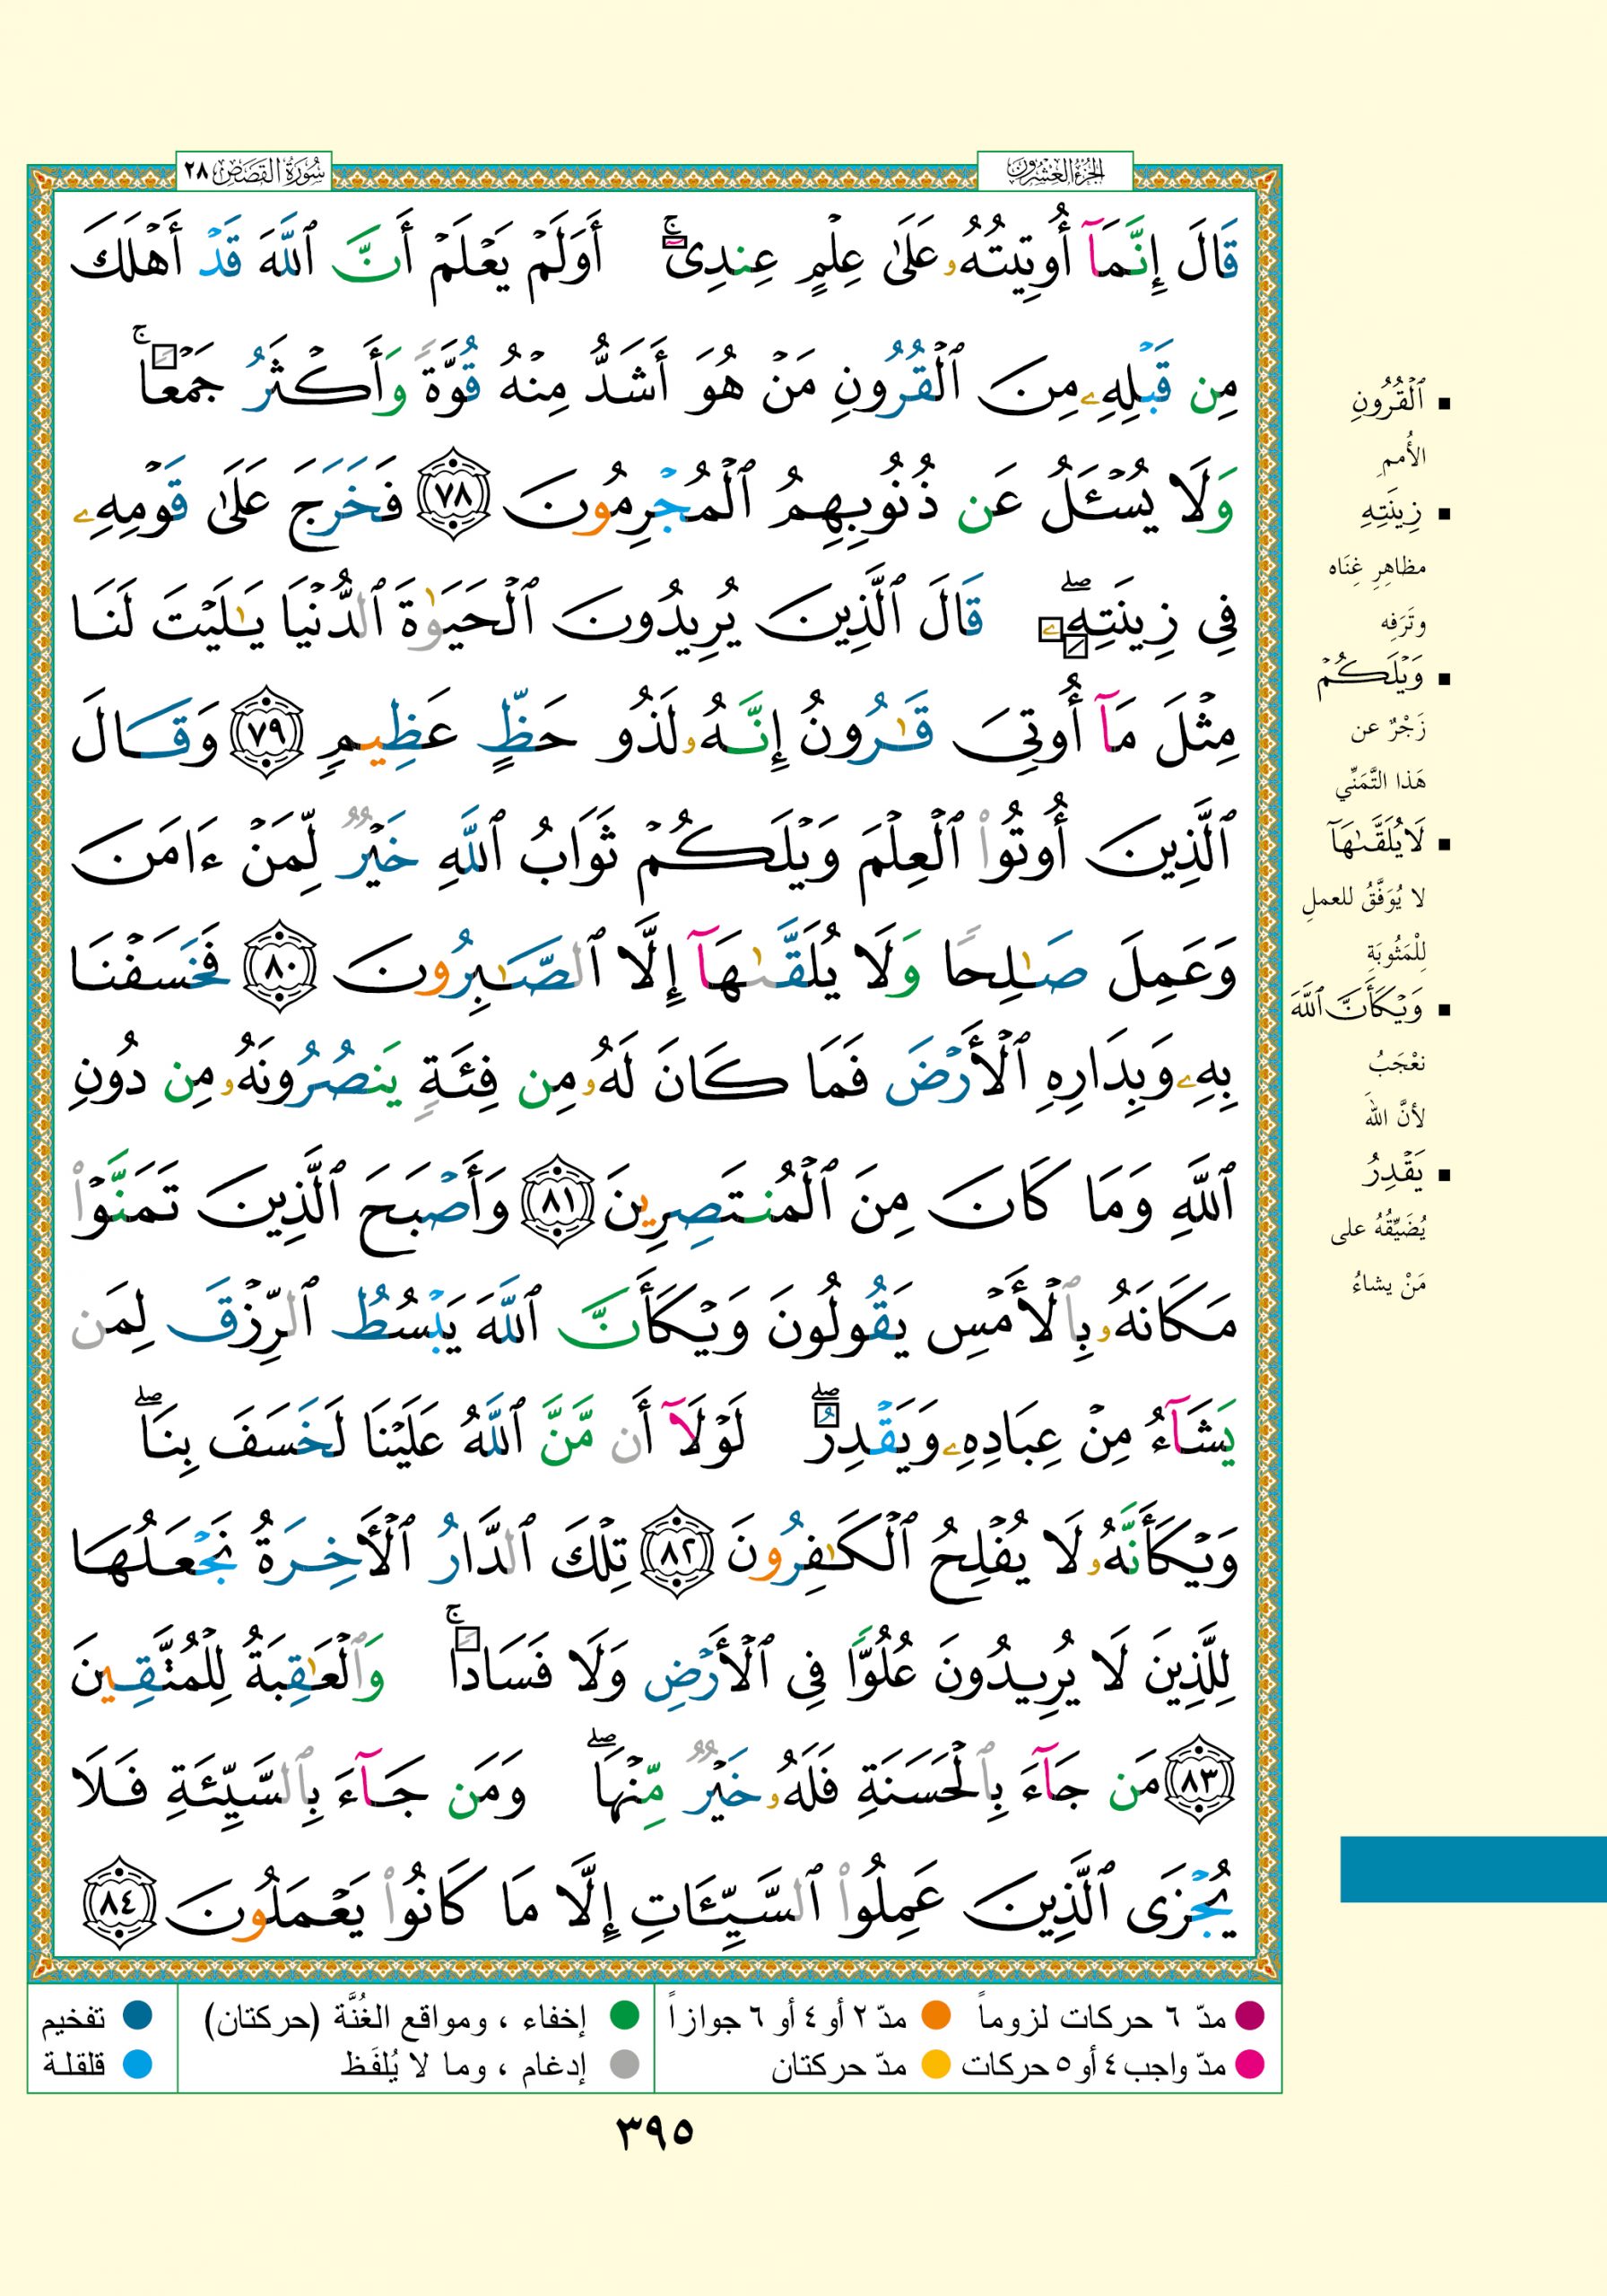 الجُزْءُ العِشْرُون
سُورَةُ القَصَصِ ٢٨
قَالَ إِنَّمَآ أُوتِيتُهُۥ عَلَىٰ عِلْمٍ عِندِىٓ ۚ أَوَلَمْ يَعْلَمْ أَنَّ ٱللَّهَ قَدْ أَهْلَكَ
مِن قَبْلِهِۦ مِنَ ٱلْقُرُونِ مَنْ هُوَ أَشَدُّ مِنْهُ قُوَّةً وَأَكْثَرُ جَمْعًا ۚ
وَلَا يُسْـَٔلُ عَن ذُنُوبِهِمُ ٱلْمُجْرِمُونَ ﴿٧٨﴾ فَخَرَجَ عَلَىٰ قَوْمِهِۦ
فِى زِينَتِهِۦ ۖ قَالَ ٱلَّذِينَ يُرِيدُونَ ٱلْحَيَوٰةَ ٱلدُّنْيَا يَـٰلَيْتَ لَنَا
مِثْلَ مَآ أُوتِىَ قَـٰرُونُ إِنَّهُۥ لَذُو حَظٍّ عَظِيمٍ ﴿٧٩﴾ وَقَالَ
ٱلَّذِينَ أُوتُوا۟ ٱلْعِلْمَ وَيْلَكُمْ ثَوَابُ ٱللَّهِ خَيْرٌ لِّمَنْ ءَامَنَ
وَعَمِلَ صَـٰلِحًا وَلَا يُلَقَّىٰهَآ إِلَّا ٱلصَّـٰبِرُونَ ﴿٨٠﴾ فَخَسَفْنَا
بِهِۦ وَبِدَارِهِ ٱلْأَرْضَ فَمَا كَانَ لَهُۥ مِن فِئَةٍ يَنصُرُونَهُۥ مِن دُونِ
ٱللَّهِ وَمَا كَانَ مِنَ ٱلْمُنتَصِرِينَ ﴿٨١﴾ وَأَصْبَحَ ٱلَّذِينَ تَمَنَّوْا۟
مَكَانَهُۥ بِٱلْأَمْسِ يَقُولُونَ وَيْكَأَنَّ ٱللَّهَ يَبْسُطُ ٱلرِّزْقَ لِمَن
يَشَآءُ مِنْ عِبَادِهِۦ وَيَقْدِرُ ۖ لَوْلَآ أَن مَّنَّ ٱللَّهُ عَلَيْنَا لَخَسَفَ بِنَا ۖ
وَيْكَأَنَّهُۥ لَا يُفْلِحُ ٱلْكَـٰفِرُونَ ﴿٨٢﴾ تِلْكَ ٱلدَّارُ ٱلْـَٔاخِرَةُ نَجْعَلُهَا
لِلَّذِينَ لَا يُرِيدُونَ عُلُوًّا فِى ٱلْأَرْضِ وَلَا فَسَادًا ۚ وَٱلْعَـٰقِبَةُ لِلْمُتَّقِينَ
﴿٨٣﴾ مَن جَآءَ بِٱلْحَسَنَةِ فَلَهُۥ خَيْرٌ مِّنْهَا ۖ وَمَن جَآءَ بِٱلسَّيِّئَةِ فَلَا
يُجْزَى ٱلَّذِينَ عَمِلُوا۟ ٱلسَّيِّـَٔاتِ إِلَّا مَا كَانُوا۟ يَعْمَلُونَ ﴿٨٤﴾
▪ ٱلْقُرُونِ
الأُممِ
▪ زِينَتِهِ
مظاهِرِ غِنَاه
وتَرَفِه
▪ وَيْلَكُمْ
زَجْرٌ عن
هَذا التَّمَنِّي
▪ لَايُلَقَّىٰهَآ
لا يُوَفَّقُ للعملِ
لِلْمَثُوبَةِ
▪ وَيْكَأَنَّ ٱللَّهَ
نعْجَبُ
لأنَّ اللهَ
▪ يَقْدِرُ
يُضَيِّقُهُ على
مَنْ يشاءُ
● مدّ ٦ حركات لزوماً ● مدّ ٢ أو ٤ أو ٦ جوازاً ● إخفاء ، ومواقع الغُنَّة (حركتان) ● تفخيم
● مدّ واجب ٤ أو ٥ حركات ● مدّ حركتان ● إدغام ، وما لا يُلفَظ ● قلقلة
٣٩٥